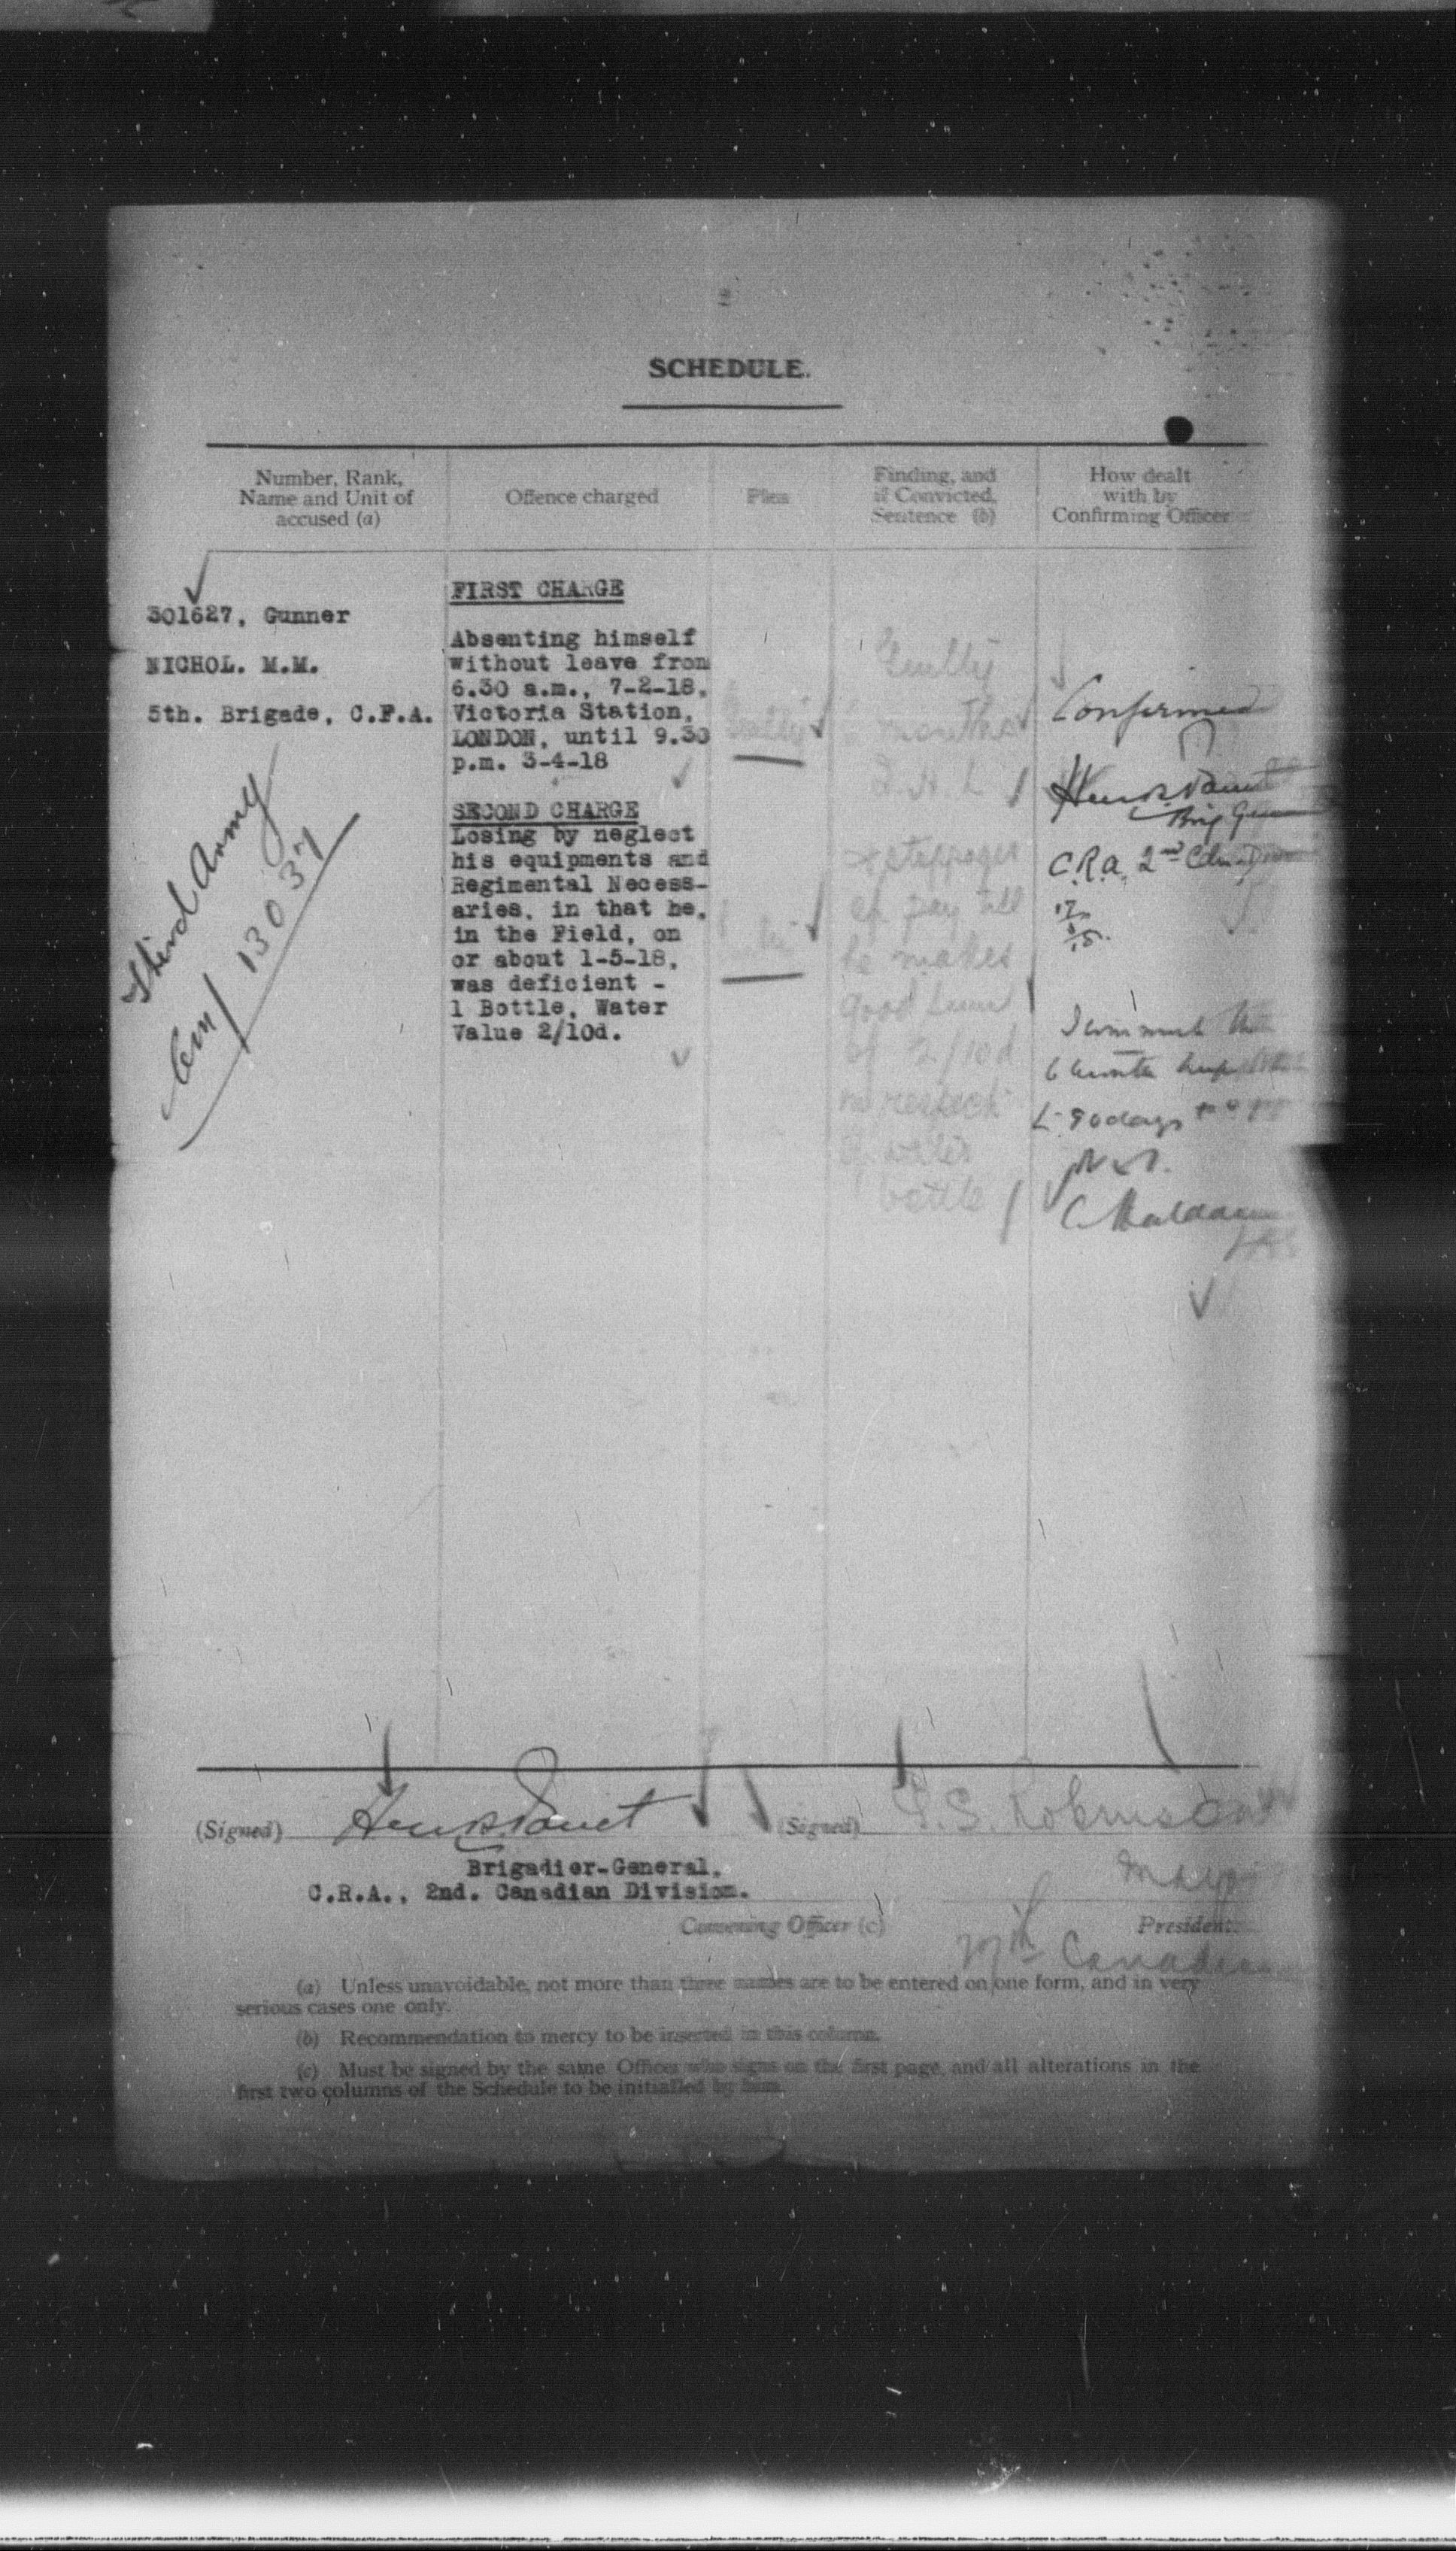 SCHEDULE.
Number, Rank,
Name and Unit of
accused (a)
Offence charged
Plea
Finding, and
if Convicted,
Sentence (b)
How dealt
with by
Confirming Officer
301627, Gunner
NICHOL. M.M.
5th. Brigade, C.F.A.
Third Army
130
FIRST CHARGE
Absenting himself
without leave from
6.30 a.m., 7-2-18,
Victoria Station,
LONDON, until 9.30
p.m. 3-4-18
SECOND CHARGE
Losing by neglect
his equipments and
Regimental Necess-
aries, in that he,
in the Field, on
or about 1-5-18,
was deficient -
1 Bottle, Water
Value 2/10d.
Guilty
Guilty
months
I.H.L
+ stoppages
of pay till
he makes
good sum
of 2/10d
in respect
of water
bottle
Confirmed
Brig Gen
C.R.A. 2nd Cdn Div
I commute the
6 months
L 90 days
(Signed)
(Signed) S. Robinson
Brigadier-General.
C.R.A., 2nd. Canadian Division.
Major
Convening Officer (c)
President.
Canadian
(a) Unless unavoidable, not more than three names are to be entered on one form, and in very
serious cases one only.
(b) Recommendation to mercy to be inserted in this column.
(c) Must be signed by the same Officer who signs on the first page, and all alterations in the
first two columns of the Schedule to be initialled by him.